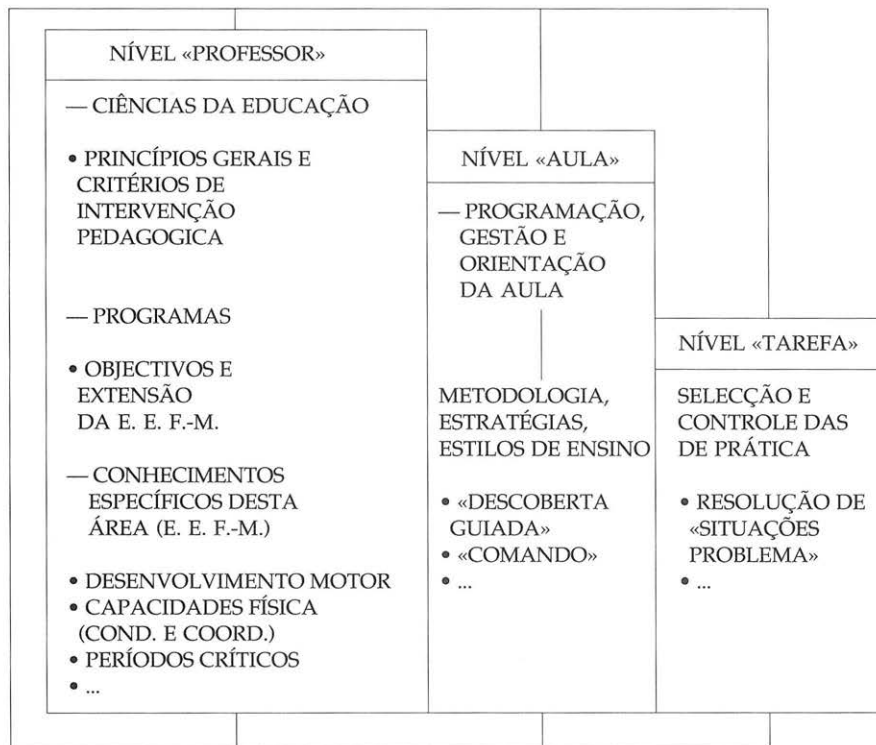 NÍVEL «PROFESSOR»
— CIÊNCIAS DA EDUCAÇÃO
• PRINCÍPIOS GERAIS E
CRITÉRIOS DE
INTERVENÇÃO
PEDAGOGICA
— PROGRAMAS
• OBJECTIVOS E
EXTENSÃO
DA E. E. F.-M.
— CONHECIMENTOS
ESPECÍFICOS DESTA
ÁREA (E. E. F.-M.)
• DESENVOLVIMENTO MOTOR
• CAPACIDADES FÍSICA
(COND. E COORD.)
• PERÍODOS CRÍTICOS
• ...
NÍVEL «AULA»
— PROGRAMAÇÃO,
GESTÃO E
ORIENTAÇÃO
DA AULA
METODOLOGIA,
ESTRATÉGIAS,
ESTILOS DE ENSINO
• «DESCOBERTA
GUIADA»
• «COMANDO»
• ...
NÍVEL «TAREFA»
SELECÇÃO E
CONTROLE DAS
DE PRÁTICA
• RESOLUÇÃO DE
«SITUAÇÕES
PROBLEMA»
• ...